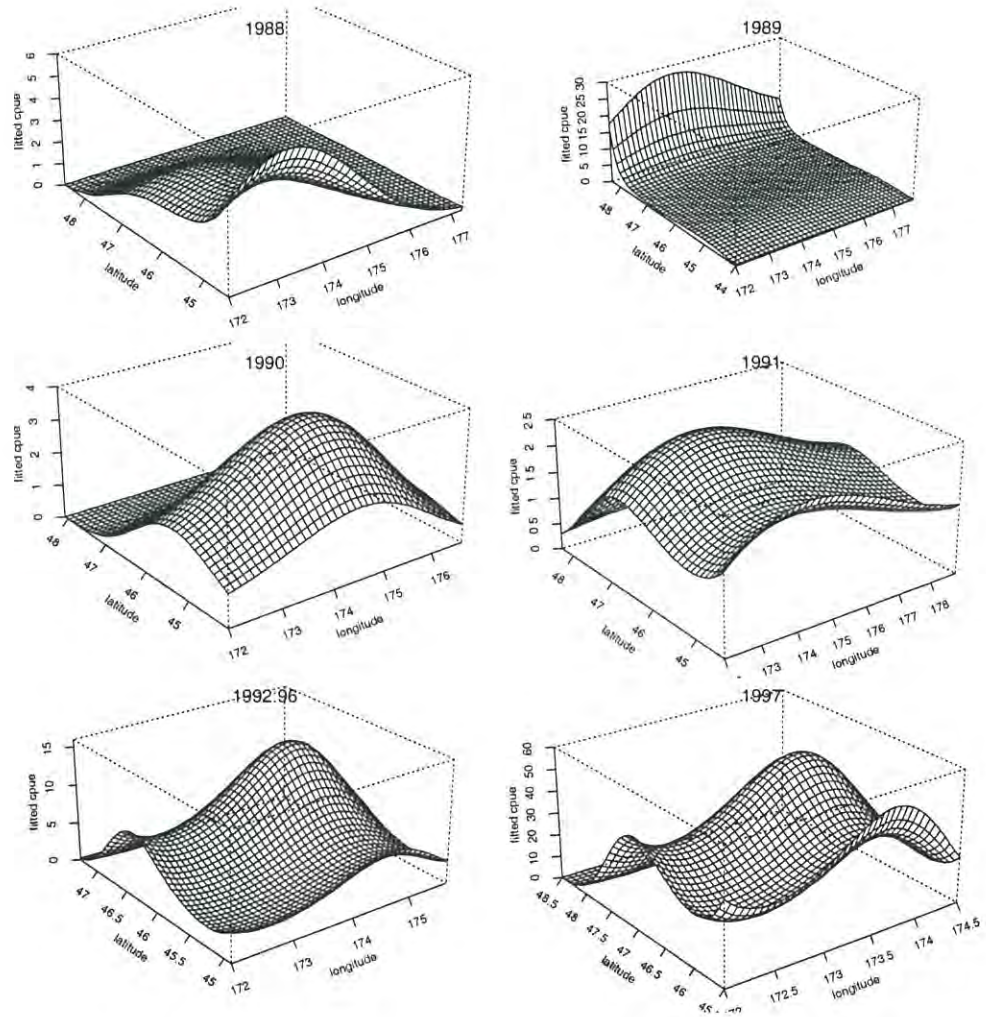 1988
fitted cpue
0 1 2 3 4 5 6
48 47 46 45
latitude
172 173 174 175 176 177
longitude
1989
fitted cpue
0 5 10 15 20 25 30
48 47 46 45 44
latitude
172 173 174 175 176 177
longitude
1990
fitted cpue
0 1 2 3 4
48 47 46 45
latitude
172 173 174 175 176
longitude
1991
fitted cpue
0 0.5 1 1.5 2 2.5
48 47 46 45
latitude
173 174 175 176 177 178
longitude
1992.96
fitted cpue
0 5 10 15
47 46.5 46 45.5 45
latitude
172 173 174 175
longitude
1997
fitted cpue
0 10 20 30 40 50 60
48.5 48 47.5 47 46.5 46
latitude
172.5 173 173.5 174 174.5
longitude